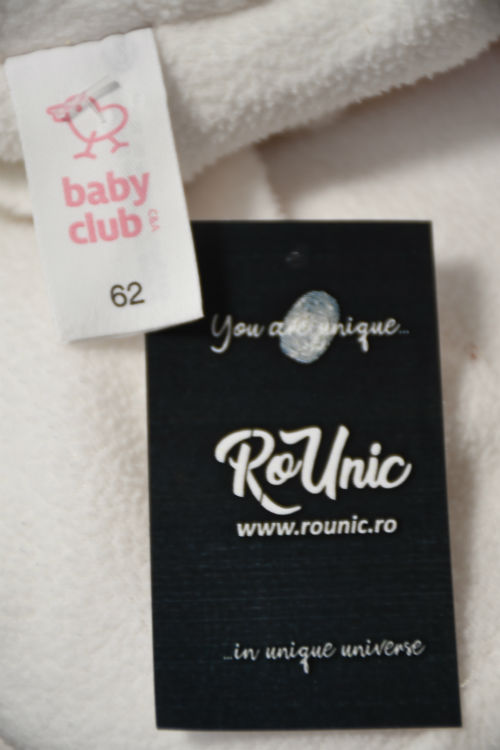 baby
club
C&A
62
You are unique...
RoUnic
www.rounic.ro
...in unique universe